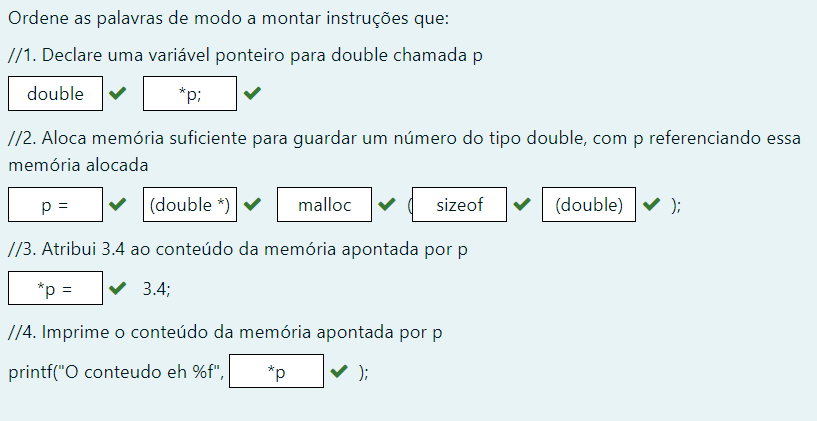 Ordene as palavras de modo a montar instruções que:
//1. Declare uma variável ponteiro para double chamada p
double *p;
//2. Aloca memória suficiente para guardar um número do tipo double, com p referenciando essa
memória alocada
p = (double *) malloc ( sizeof (double) );
//3. Atribui 3.4 ao conteúdo da memória apontada por p
*p = 3.4;
//4. Imprime o conteúdo da memória apontada por p
printf("O conteudo eh %f", *p );